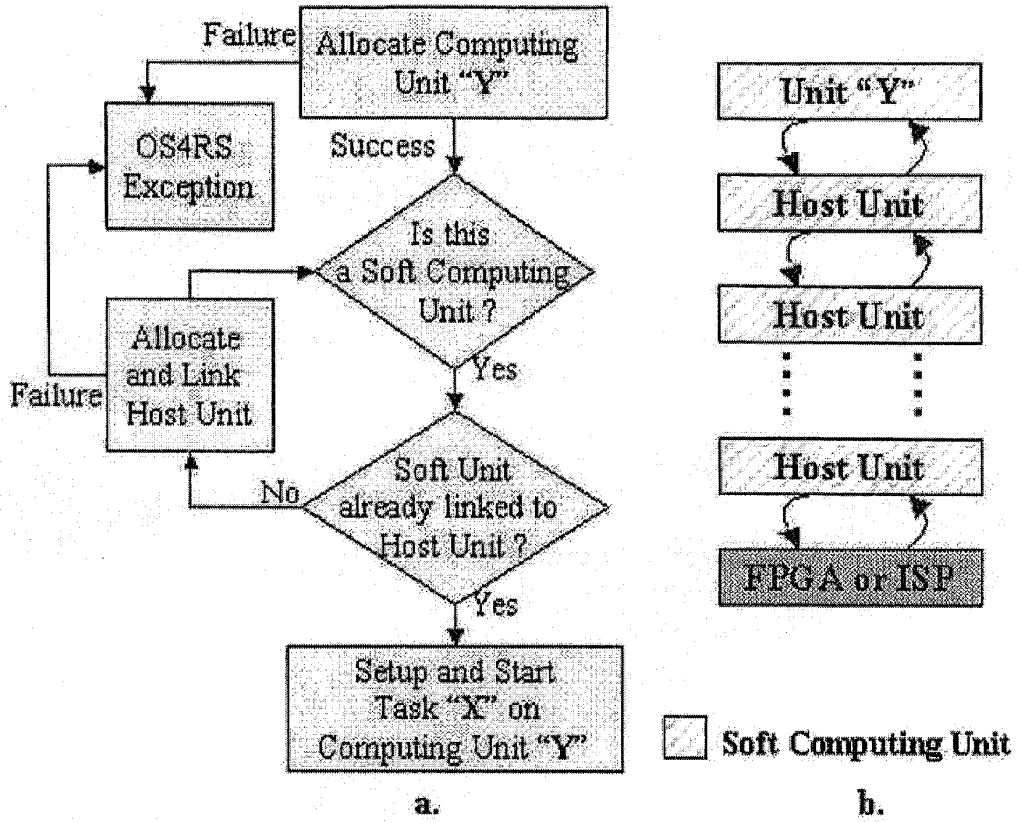 Failure
Allocate Computing
Unit "Y"
OS4RS
Exception
Success
Is this
a Soft Computing
Unit ?
Allocate
and Link
Host Unit
Failure
Yes
No
Soft Unit
already linked to
Host Unit ?
Yes
Setup and Start
Task "X" on
Computing Unit "Y"
a.
Unit "Y"
Host Unit
Host Unit
Host Unit
FPGA or ISP
Soft Computing Unit
b.